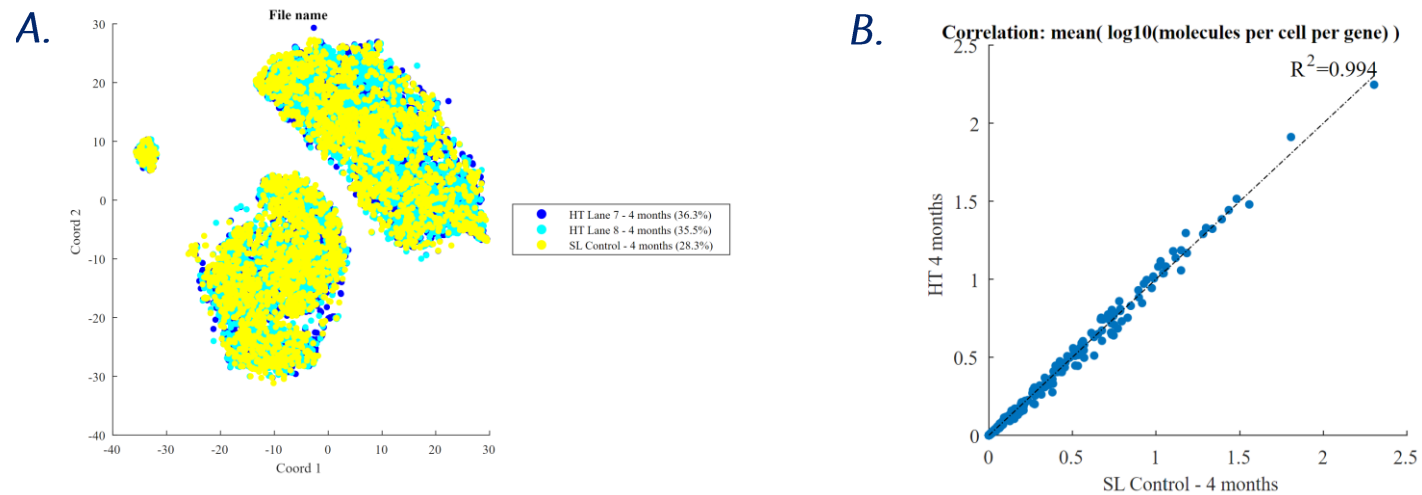 A.
File name
30
20
10
0
-10
-20
-30
-40
-40
-30
-20
-10
0
10
20
30
Coord 2
Coord 1
HT Lane 7 - 4 months (36.3%)
HT Lane 8 - 4 months (35.5%)
SL Control - 4 months (28.3%)
B.
Correlation: mean( log10(molecules per cell per gene) )
R²=0.994
2.5
2
1.5
1
0.5
0
0
0.5
1
1.5
2
2.5
HT 4 months
SL Control - 4 months